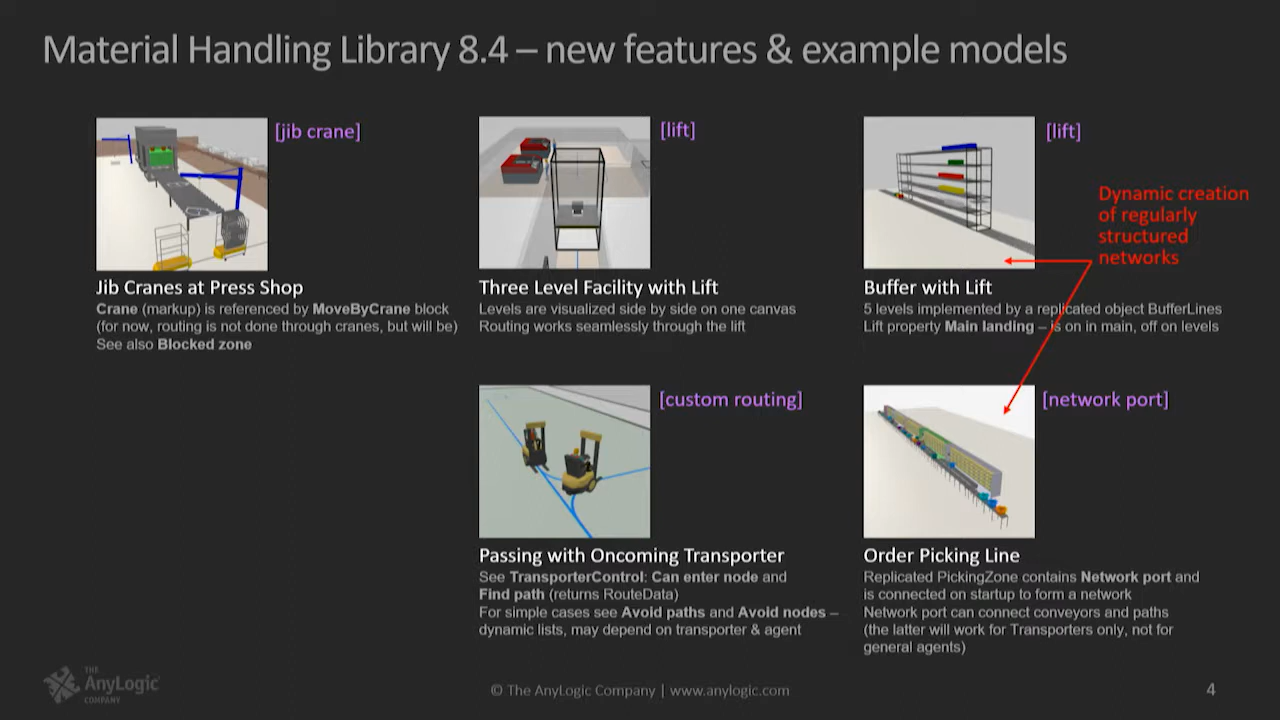 Material Handling Library 8.4 – new features & example models
[jib crane]
Jib Cranes at Press Shop
Crane (markup) is referenced by MoveByCrane block
(for now, routing is not done through cranes, but will be)
See also Blocked zone
[lift]
Three Level Facility with Lift
Levels are visualized side by side on one canvas
Routing works seamlessly through the lift
[lift]
Dynamic creation
of regularly
structured
networks
Buffer with Lift
5 levels implemented by a replicated object BufferLines
Lift property Main landing – is on in main, off on levels
[custom routing]
Passing with Oncoming Transporter
See TransporterControl: Can enter node and
Find path (returns RouteData)
For simple cases see Avoid paths and Avoid nodes –
dynamic lists, may depend on transporter & agent
[network port]
Order Picking Line
Replicated PickingZone contains Network port and
is connected on startup to form a network
Network port can connect conveyors and paths
(the latter will work for Transporters only, not for
general agents)
THE
AnyLogic
COMPANY
© The AnyLogic Company | www.anylogic.com
4